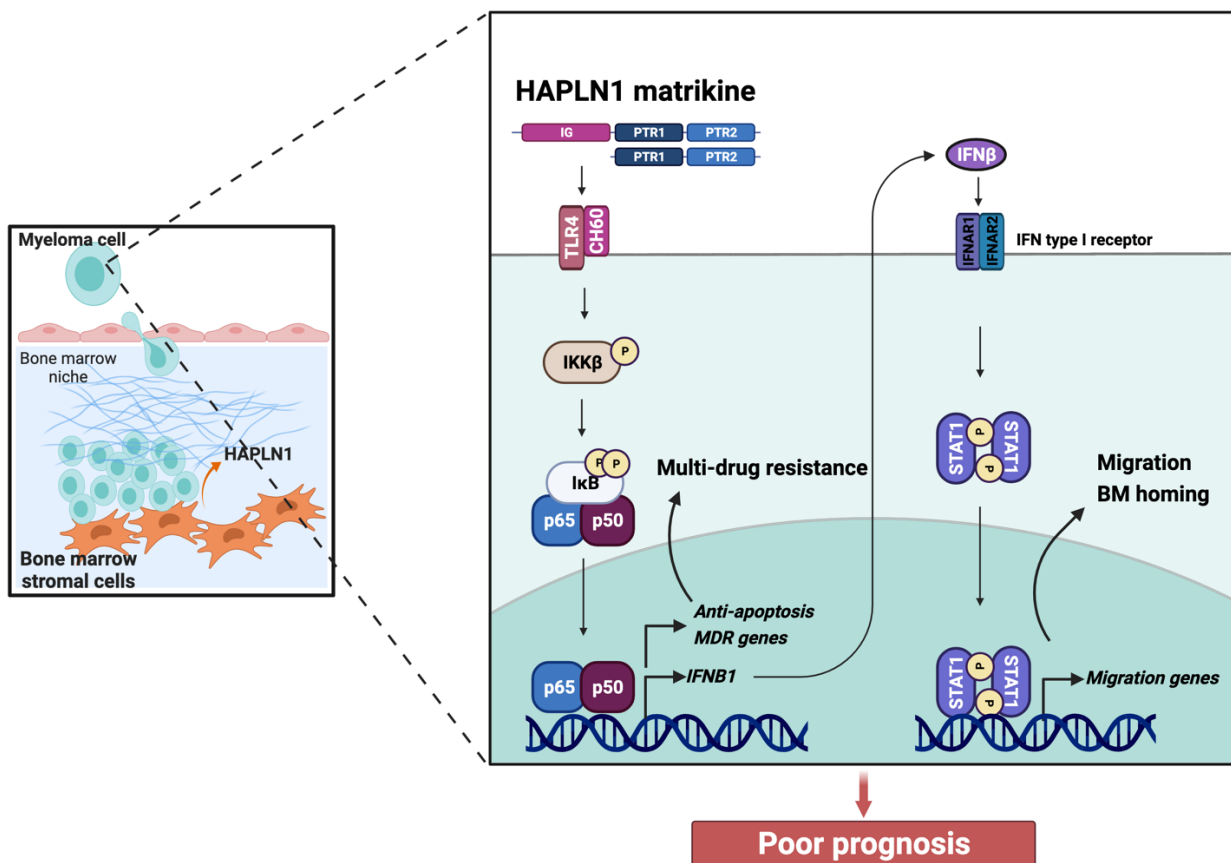 Myeloma cell
Bone marrow
niche
HAPLN1
Bone marrow
stromal cells
HAPLN1 matrikine
IG PTR1 PTR2
PTR1 PTR2
TLR4 CH60
IKKβ P
P P
IκB
p65 p50
Multi-drug resistance
Anti-apoptosis
MDR genes
p65 p50
IFNB1
IFNβ
IFNAR1 IFNAR2
IFN type I receptor
STAT1 P P STAT1
Migration
BM homing
STAT1 P P STAT1
Migration genes
Poor prognosis